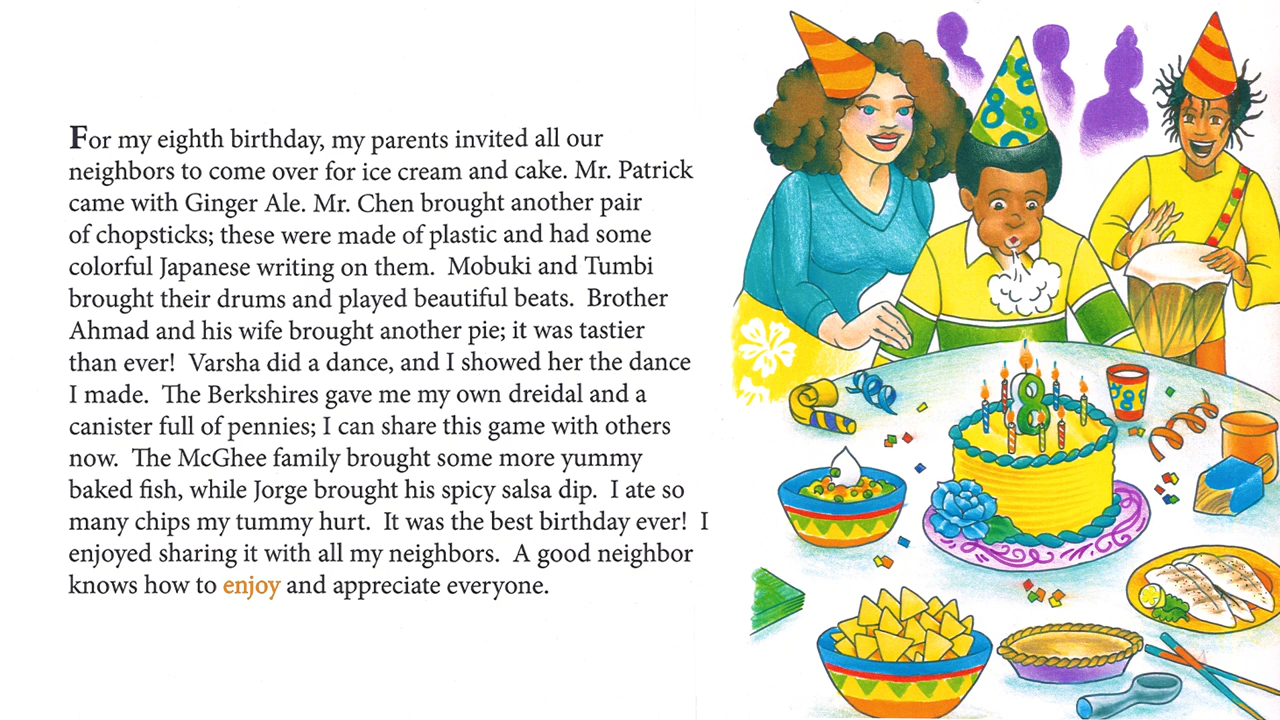 For my eighth birthday, my parents invited all our
neighbors to come over for ice cream and cake. Mr. Patrick
came with Ginger Ale. Mr. Chen brought another pair
of chopsticks; these were made of plastic and had some
colorful Japanese writing on them. Mobuki and Tumbi
brought their drums and played beautiful beats. Brother
Ahmad and his wife brought another pie; it was tastier
than ever! Varsha did a dance, and I showed her the dance
I made. The Berkshires gave me my own dreidal and a
canister full of pennies; I can share this game with others
now. The McGhee family brought some more yummy
baked fish, while Jorge brought his spicy salsa dip. I ate so
many chips my tummy hurt. It was the best birthday ever! I
enjoyed sharing it with all my neighbors. A good neighbor
knows how to enjoy and appreciate everyone.
8 8 8 8
8
8 8